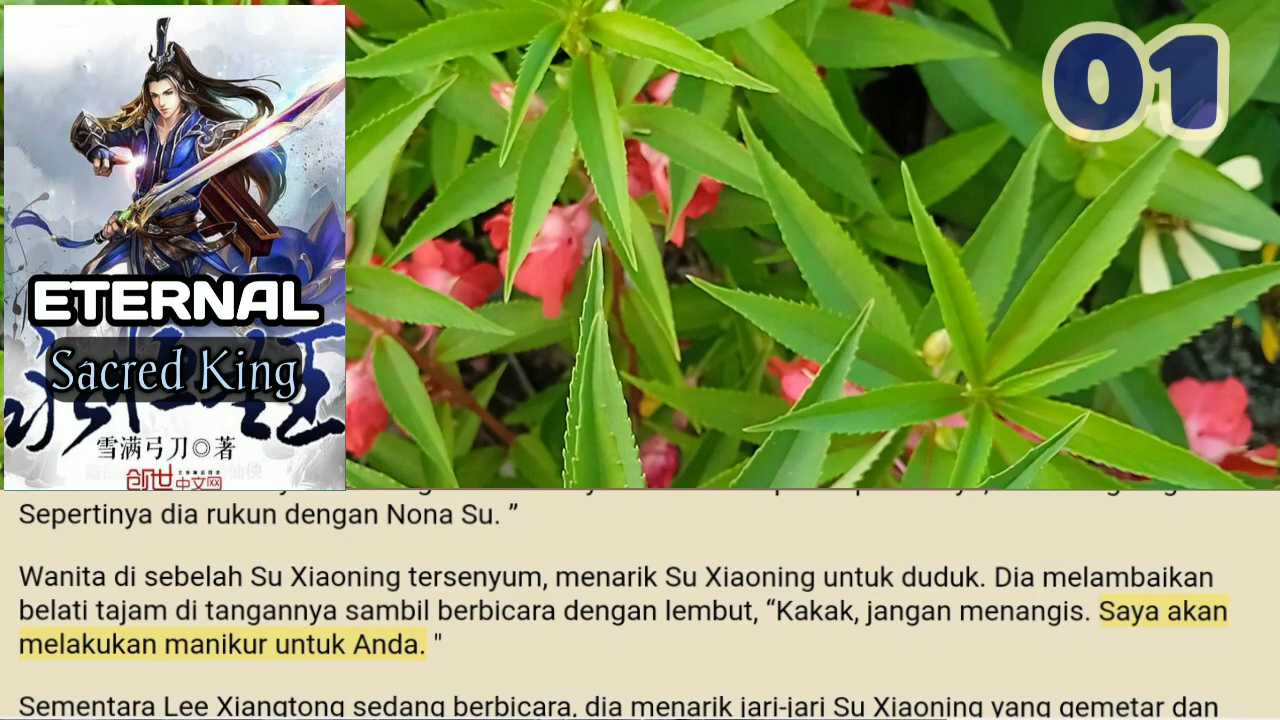 01
ETERNAL
Sacred King
雪满弓刀◎著
创世中文网
Sepertinya dia rukun dengan Nona Su. ”
Wanita di sebelah Su Xiaoning tersenyum, menarik Su Xiaoning untuk duduk. Dia melambaikan
belati tajam di tangannya sambil berbicara dengan lembut, “Kakak, jangan menangis. Saya akan
melakukan manikur untuk Anda. "
Sementara Lee Xiangtong sedang berbicara, dia menarik jari-jari Su Xiaoning yang gemetar dan